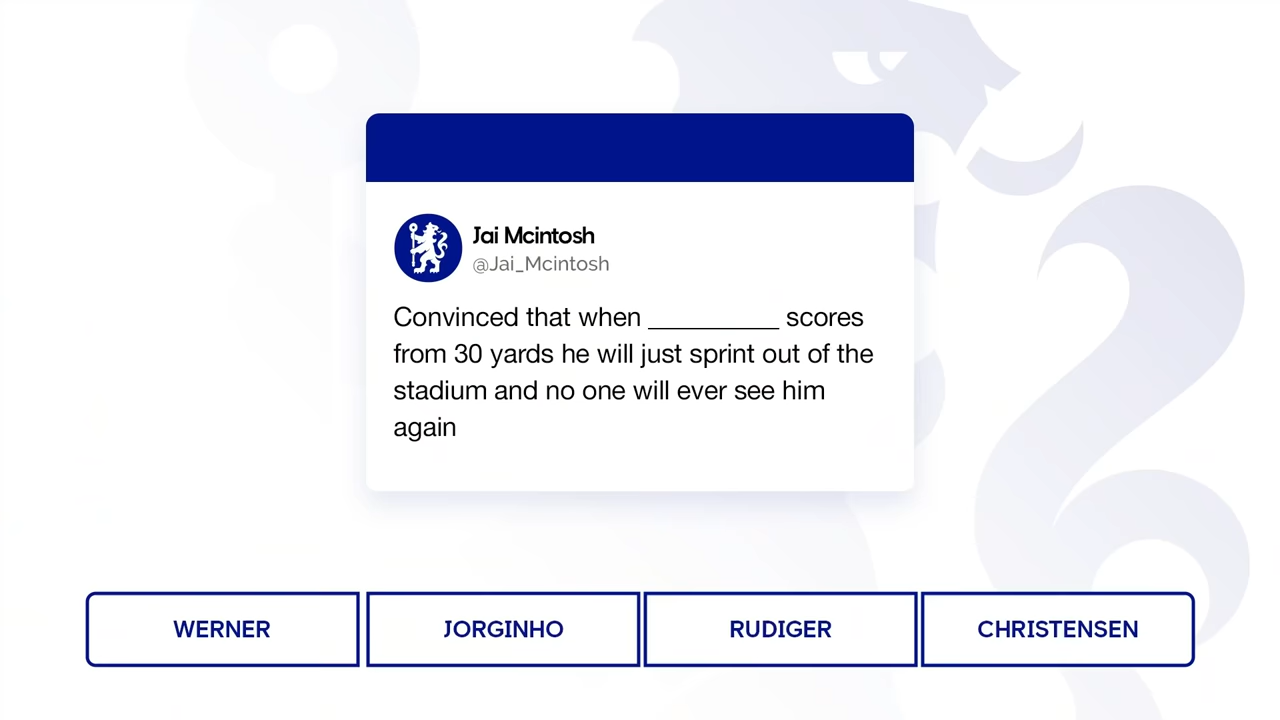 Jai Mcintosh
@Jai_Mcintosh
Convinced that when __________ scores
from 30 yards he will just sprint out of the
stadium and no one will ever see him
again
WERNER
JORGINHO
RUDIGER
CHRISTENSEN